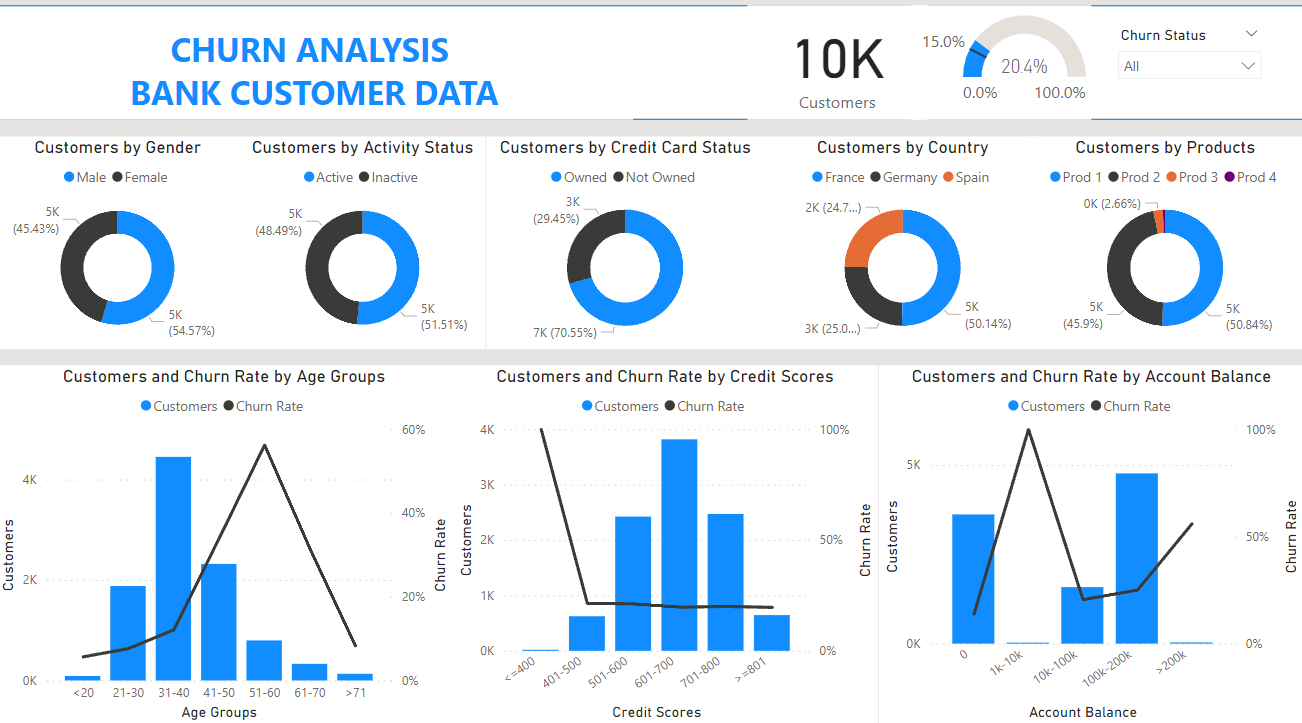 CHURN ANALYSIS
BANK CUSTOMER DATA
10K
Customers
15.0%
20.4%
0.0%
100.0%
Churn Status
All
Customers by Gender
Male Female
5K
(45.43%)
5K
(54.57%)
Customers by Activity Status
Active Inactive
5K
(48.49%)
5K
(51.51%)
Customers by Credit Card Status
Owned Not Owned
3K
(29.45%)
7K (70.55%)
Customers by Country
France Germany Spain
2K (24.7...)
3K (25.0...)
5K
(50.14%)
Customers by Products
Prod 1 Prod 2 Prod 3 Prod 4
0K (2.66%)
5K
(45.9%)
5K
(50.84%)
Customers and Churn Rate by Age Groups
Customers Churn Rate
60%
4K
40%
2K
20%
0K
0%
Customers
Churn Rate
<20 21-30 31-40 41-50 51-60 61-70 >71
Age Groups
Customers and Churn Rate by Credit Scores
Customers Churn Rate
4K
100%
3K
2K
50%
1K
0K
0%
Customers
Churn Rate
<=400 401-500 501-600 601-700 701-800 >=801
Credit Scores
Customers and Churn Rate by Account Balance
Customers Churn Rate
100%
5K
50%
0K
0%
Customers
Churn Rate
0 1k-10k 10k-100k 100k-200k >200k
Account Balance